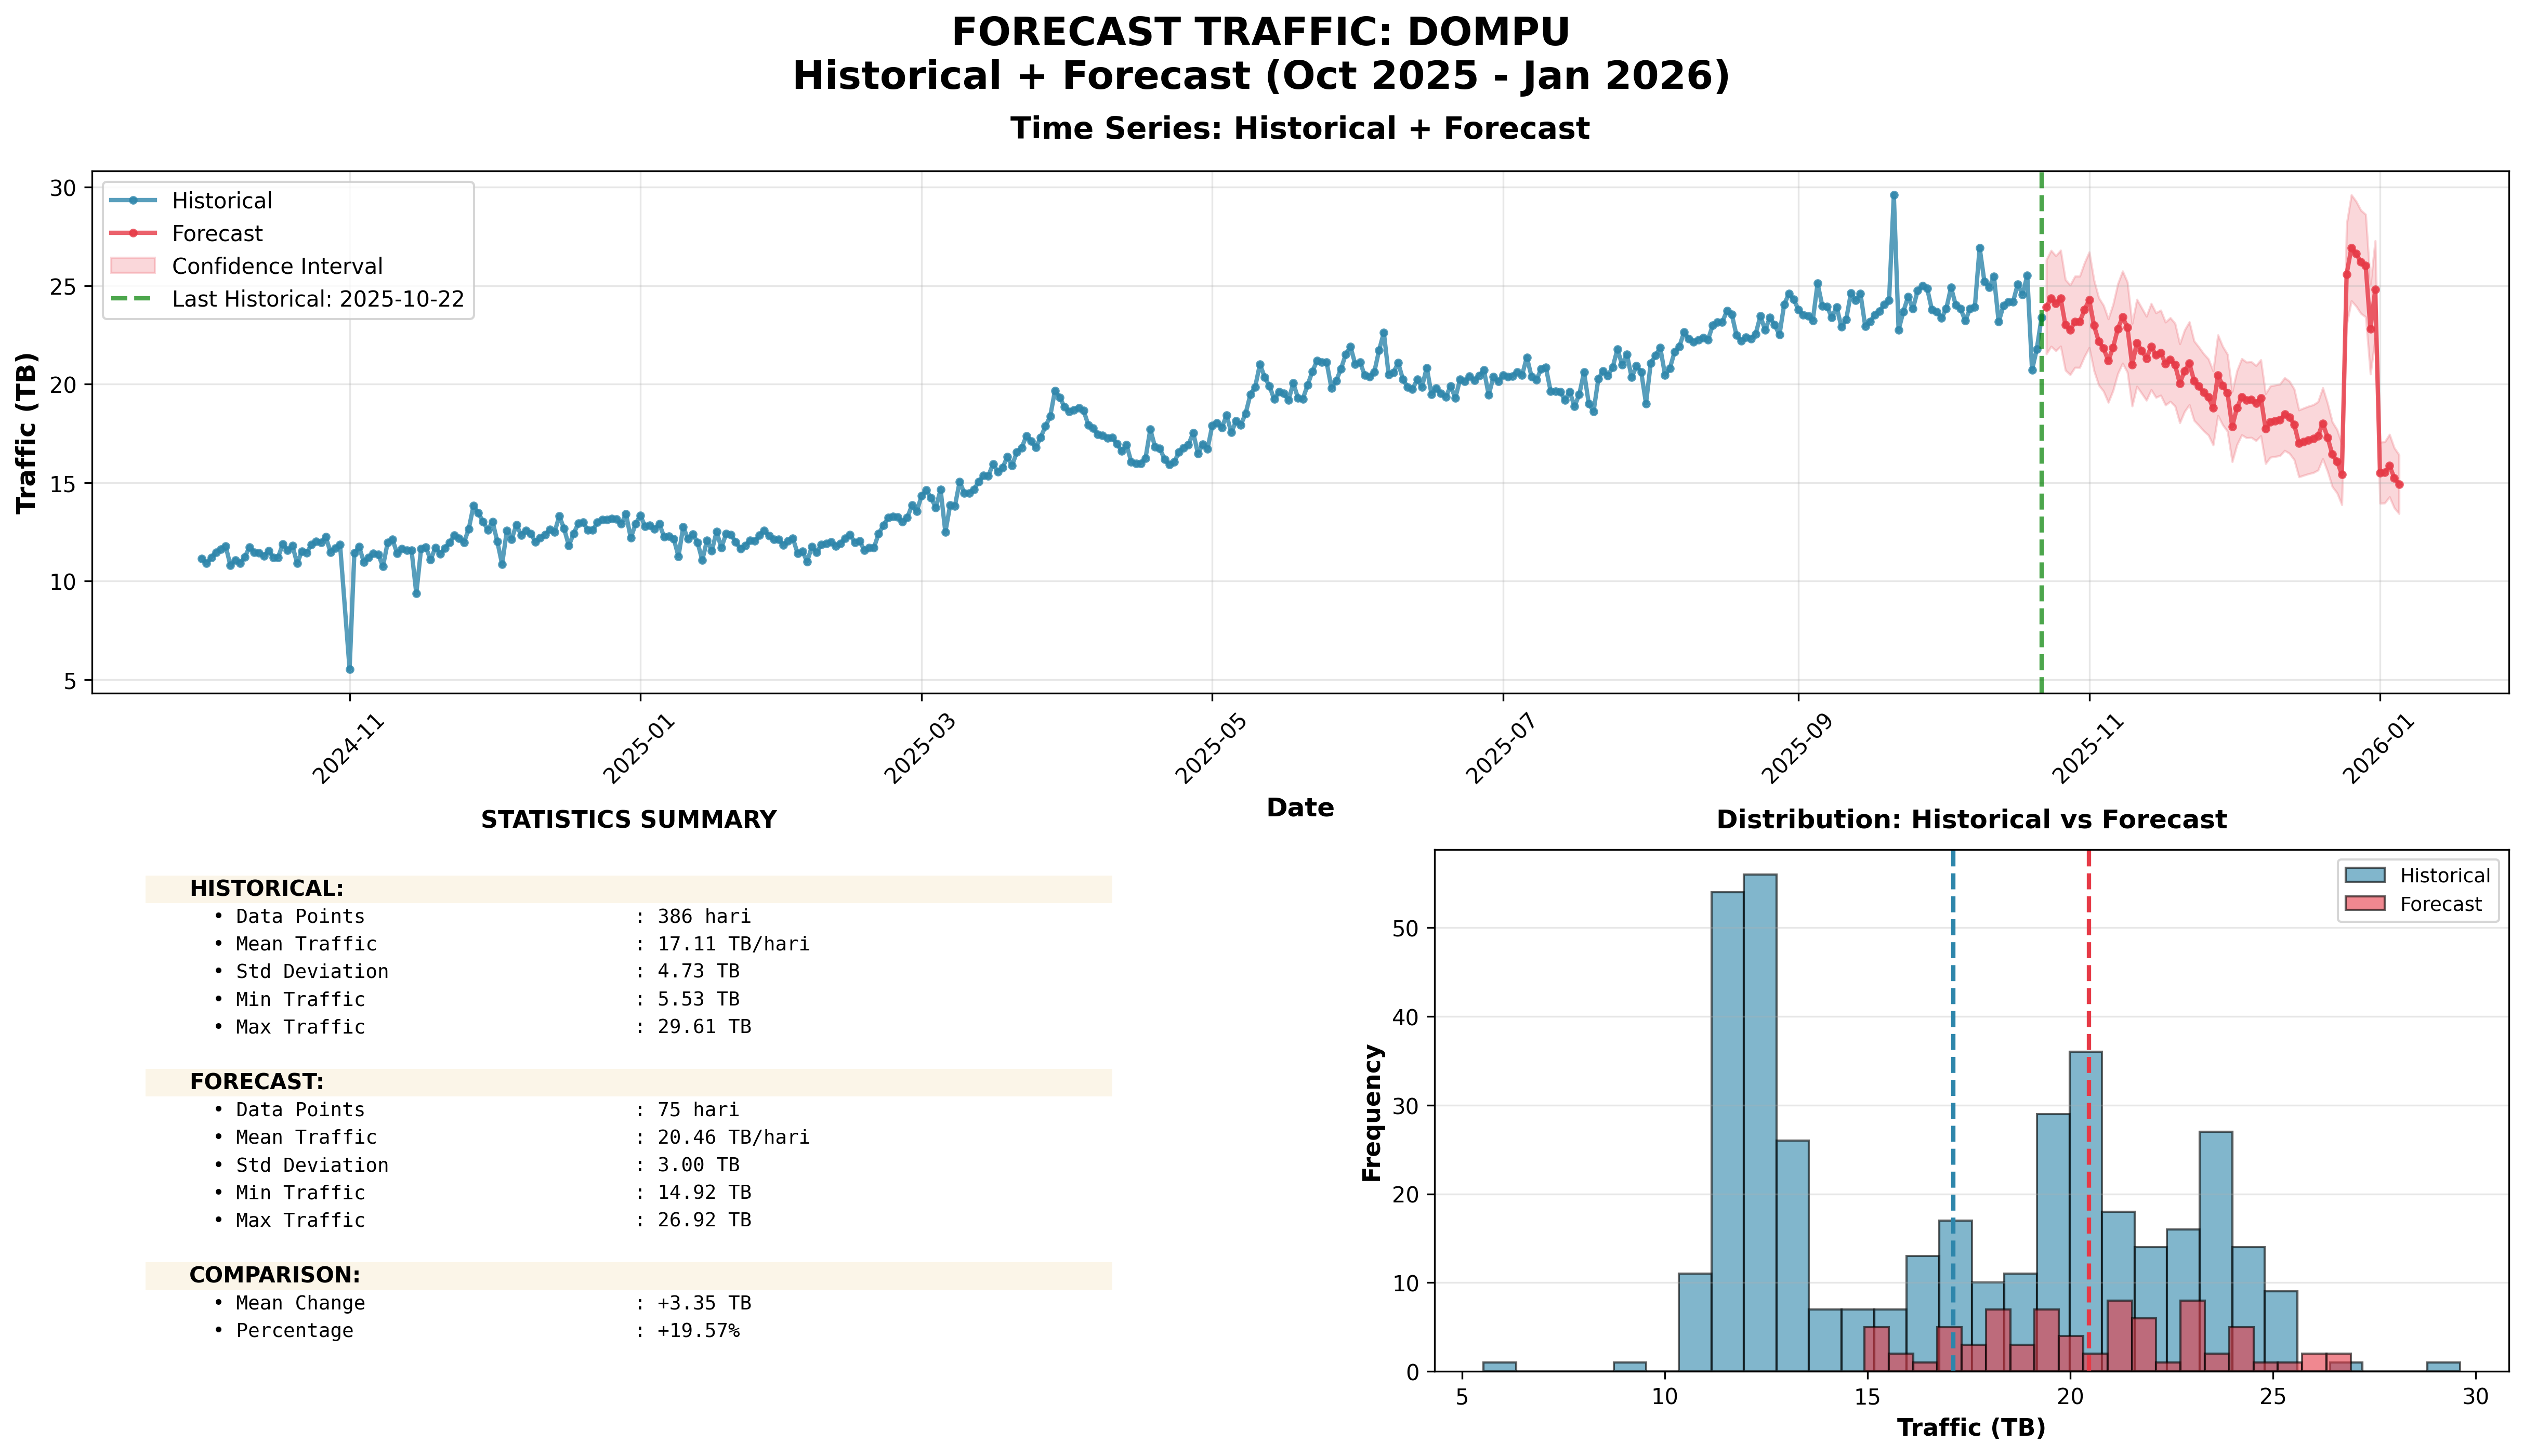 FORECAST TRAFFIC: DOMPU
Historical + Forecast (Oct 2025 - Jan 2026)
Time Series: Historical + Forecast
Historical
Forecast
Confidence Interval
Last Historical: 2025-10-22
Traffic (TB)
30
25
20
15
10
5
2024-11
2025-01
2025-03
2025-05
2025-07
2025-09
2025-11
2026-01
Date
STATISTICS SUMMARY
HISTORICAL:
• Data Points : 386 hari
• Mean Traffic : 17.11 TB/hari
• Std Deviation : 4.73 TB
• Min Traffic : 5.53 TB
• Max Traffic : 29.61 TB
FORECAST:
• Data Points : 75 hari
• Mean Traffic : 20.46 TB/hari
• Std Deviation : 3.00 TB
• Min Traffic : 14.92 TB
• Max Traffic : 26.92 TB
COMPARISON:
• Mean Change : +3.35 TB
• Percentage : +19.57%
Distribution: Historical vs Forecast
Historical
Forecast
Frequency
50
40
30
20
10
0
5
10
15
20
25
30
Traffic (TB)